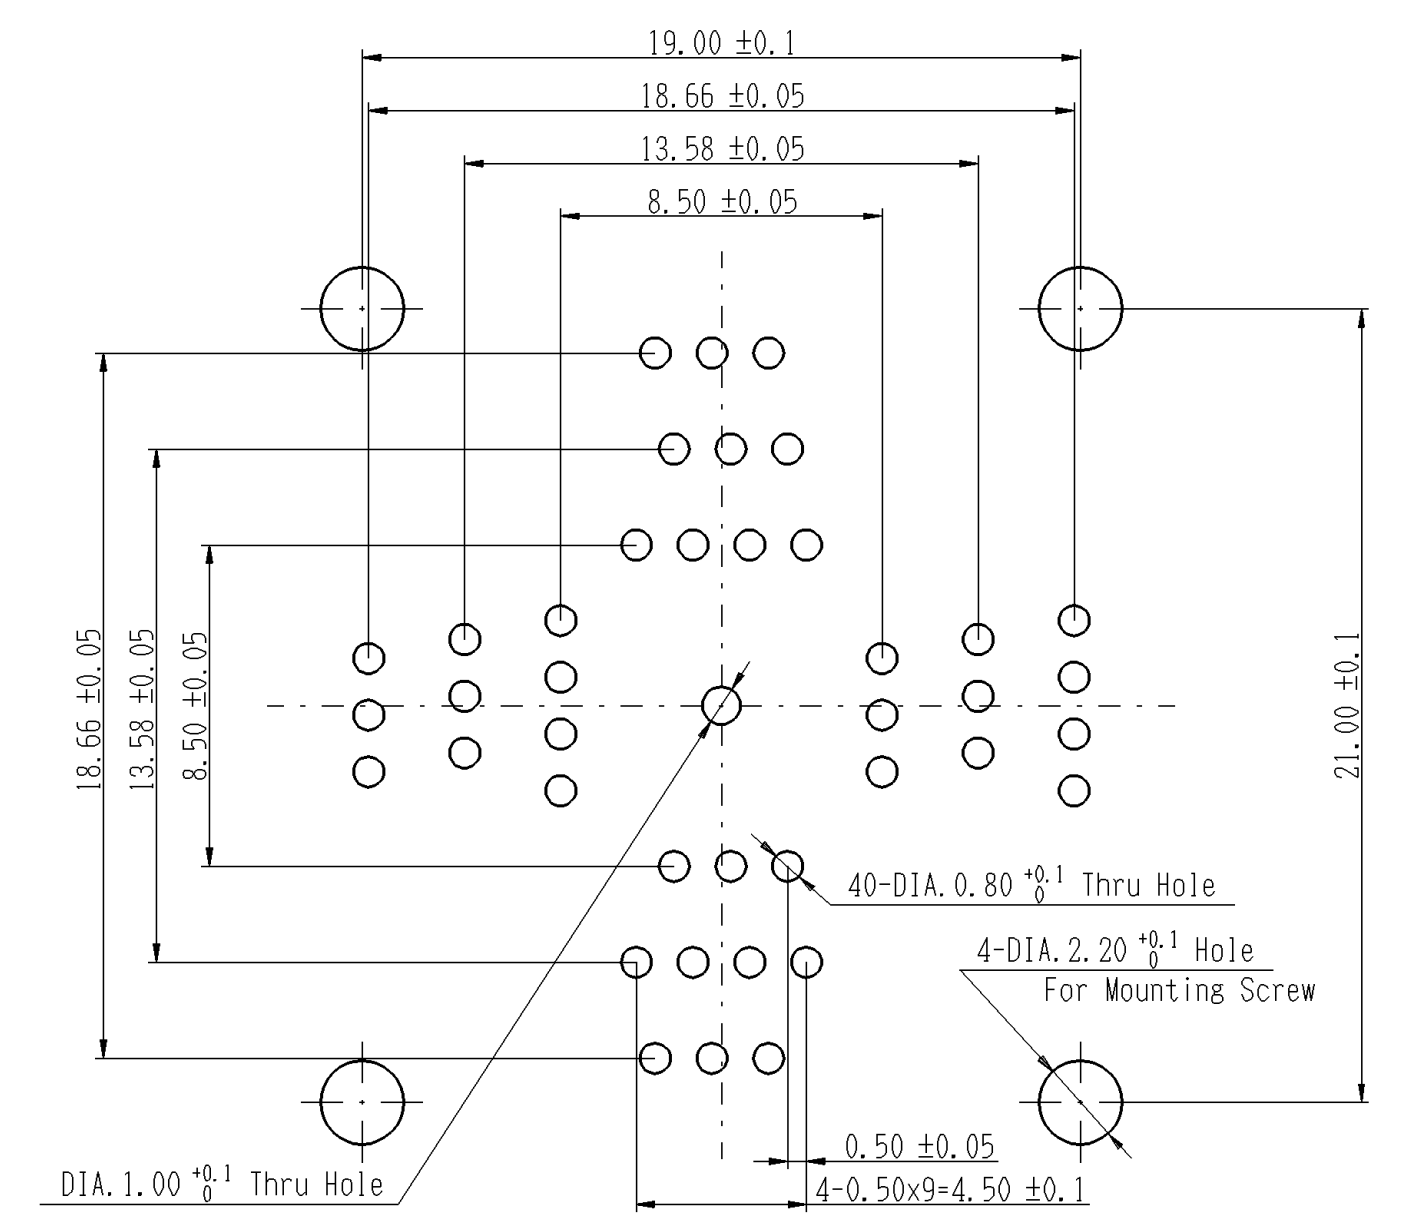 19.00 ±0.1
18.66 ±0.05
13.58 ±0.05
8.50 ±0.05
18.66 ±0.05
13.58 ±0.05
8.50 ±0.05
21.00 ±0.1
40-DIA.0.80 +0.1 0 Thru Hole
4-DIA.2.20 +0.1 0 Hole
For Mounting Screw
0.50 ±0.05
DIA.1.00 +0.1 0 Thru Hole
4-0.50x9=4.50 ±0.1